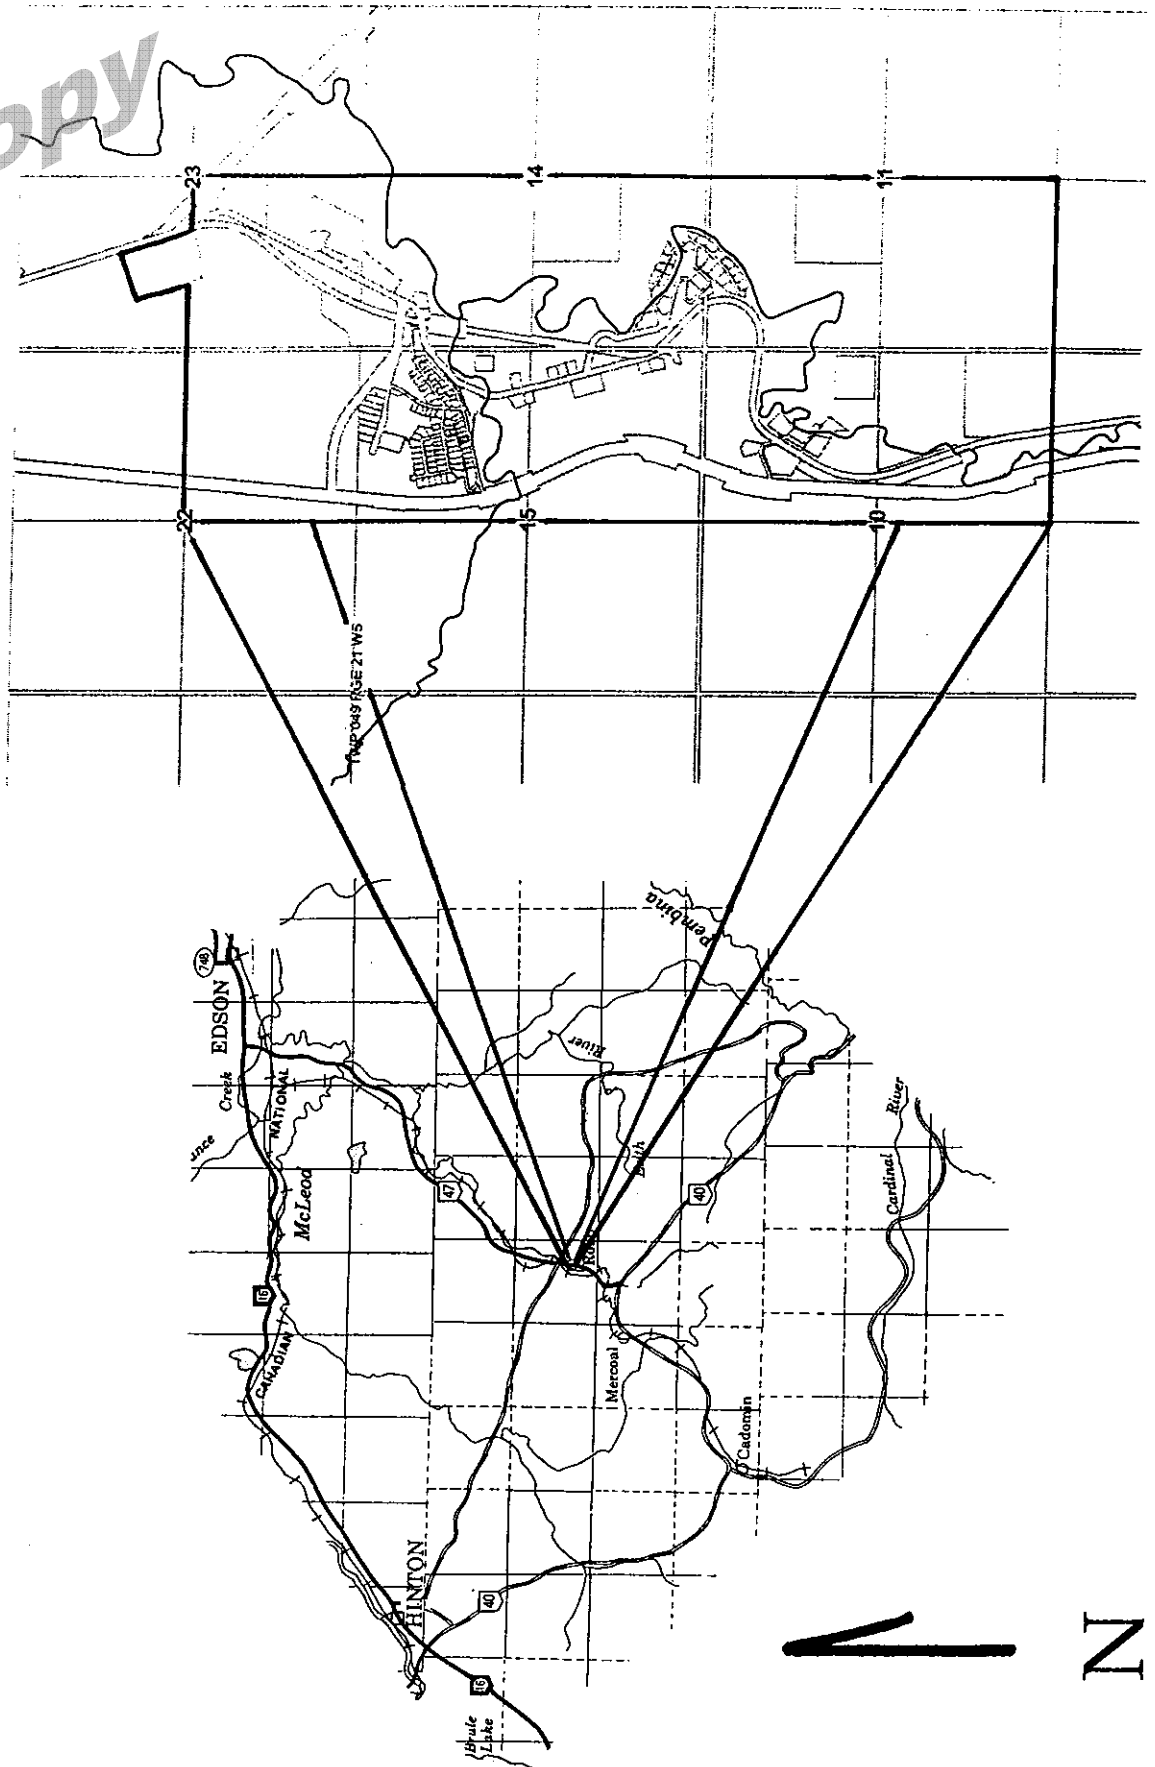 opy
23
14
11
22
15
10
TWP 049 RGE 21 W5
748
EDSON
Creek
NATIONAL
McLeod
16
CANADIAN
47
River
Erith
Pembina
40
Mercoal
Cadomin
Cardinal
River
HINTON
40
16
Brule
Lake
N